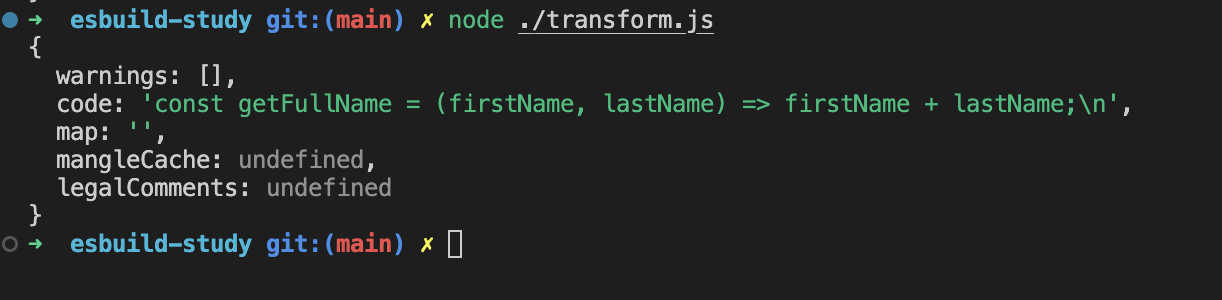 ➜ esbuild-study git:(main) ✗ node ./transform.js
{
  warnings: [],
  code: 'const getFullName = (firstName, lastName) => firstName + lastName;\n',
  map: '',
  mangleCache: undefined,
  legalComments: undefined
}
➜ esbuild-study git:(main) ✗